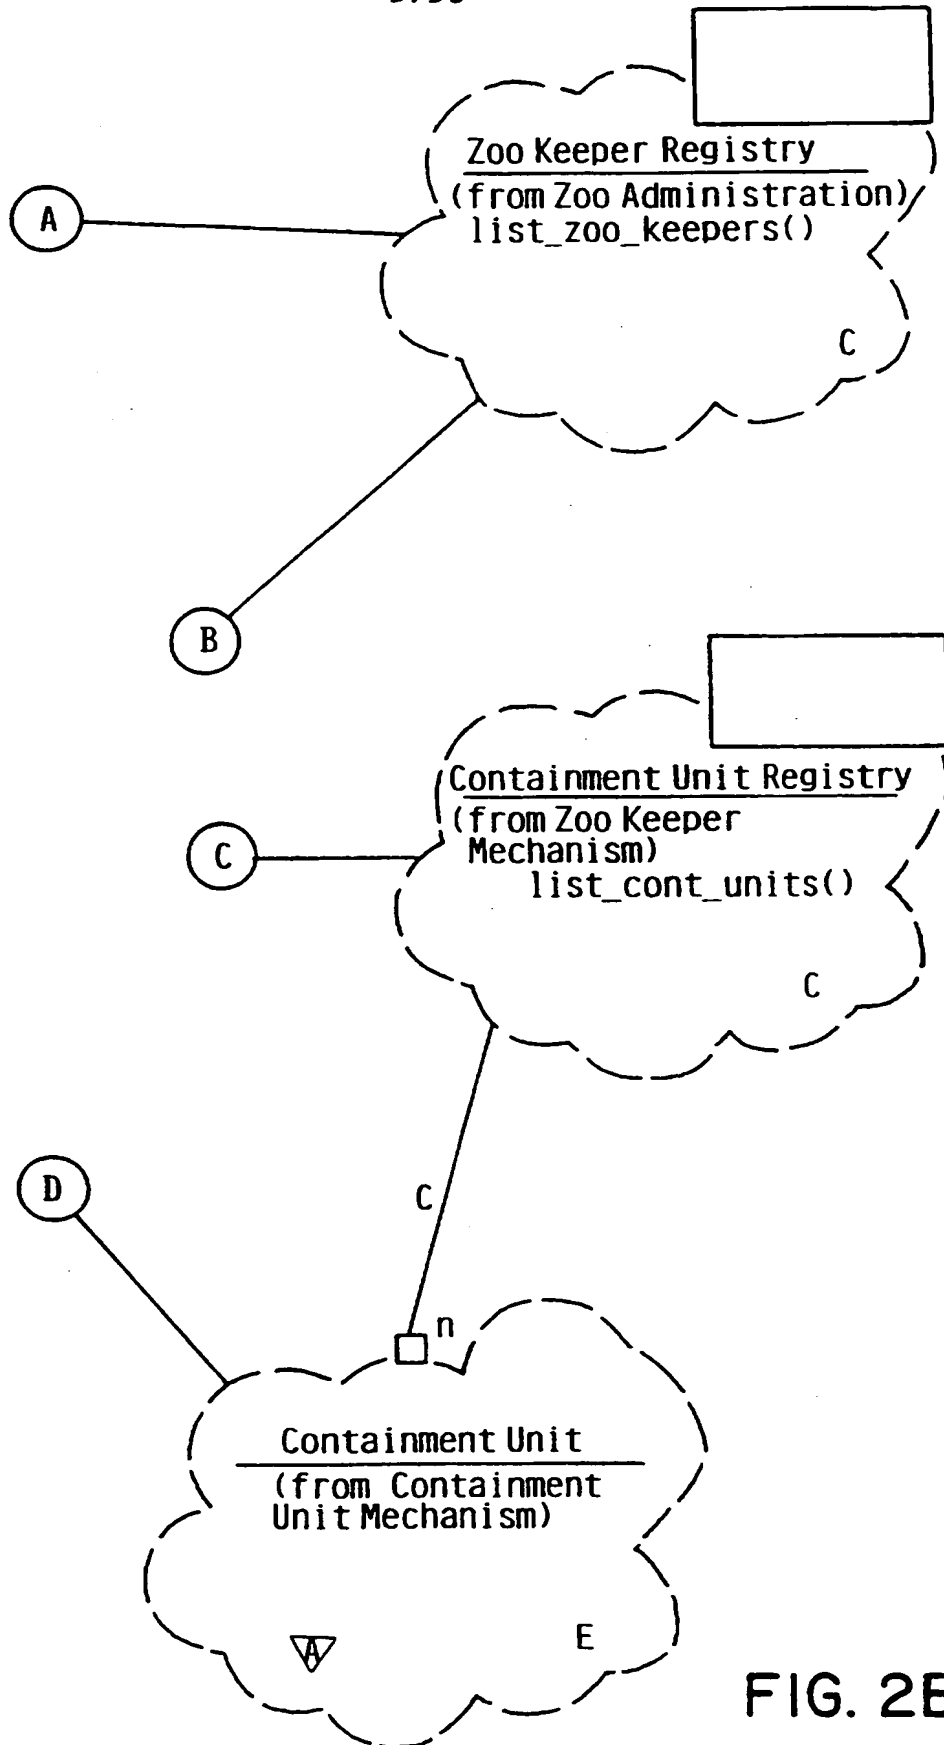 Zoo Keeper Registry
(from Zoo Administration)
list_zoo_keepers()
A
C
B
Containment Unit Registry
(from Zoo Keeper
Mechanism)
list_cont_units()
C
C
C
D
n
Containment Unit
(from Containment
Unit Mechanism)
A
E
FIG. 2B